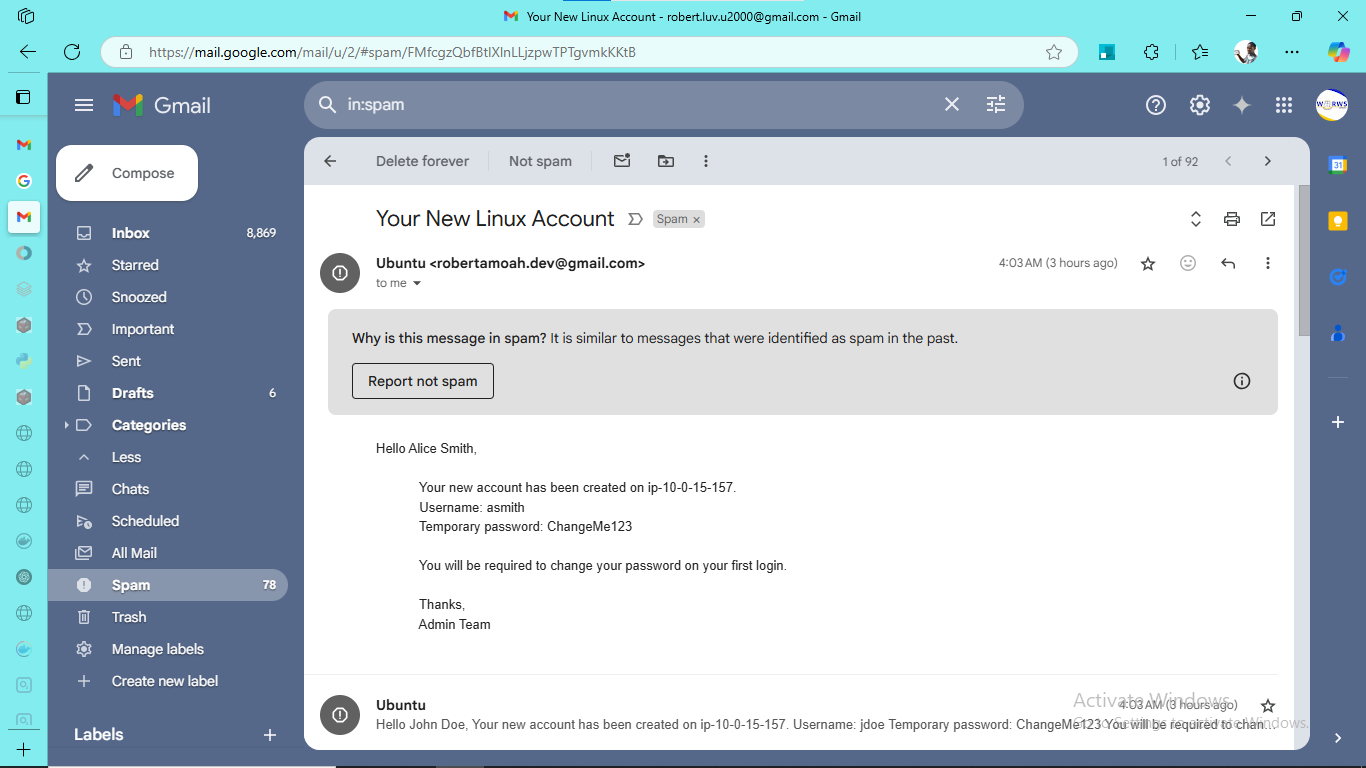 Your New Linux Account - robert.luv.u2000@gmail.com - Gmail
https://mail.google.com/mail/u/2/#spam/FMfcgzQbfBtlXlnLLjzpwTPTgvmkKKtB
Gmail
in:spam
Compose
Delete forever
Not spam
1 of 92
Inbox 8,869
Starred
Snoozed
Important
Sent
Drafts 6
Categories
Less
Chats
Scheduled
All Mail
Spam 78
Trash
Manage labels
Create new label
Labels
Your New Linux Account Spam ×
Ubuntu <robertamoah.dev@gmail.com> 4:03 AM (3 hours ago)
to me
Why is this message in spam? It is similar to messages that were identified as spam in the past.
Report not spam
Hello Alice Smith,
Your new account has been created on ip-10-0-15-157.
Username: asmith
Temporary password: ChangeMe123
You will be required to change your password on your first login.
Thanks,
Admin Team
Ubuntu 4:03 AM (3 hours ago)
Hello John Doe, Your new account has been created on ip-10-0-15-157. Username: jdoe Temporary password: ChangeMe123 You will be required to chan...
Activate Windows
Go to Settings to activate Windows.
31
W RWS